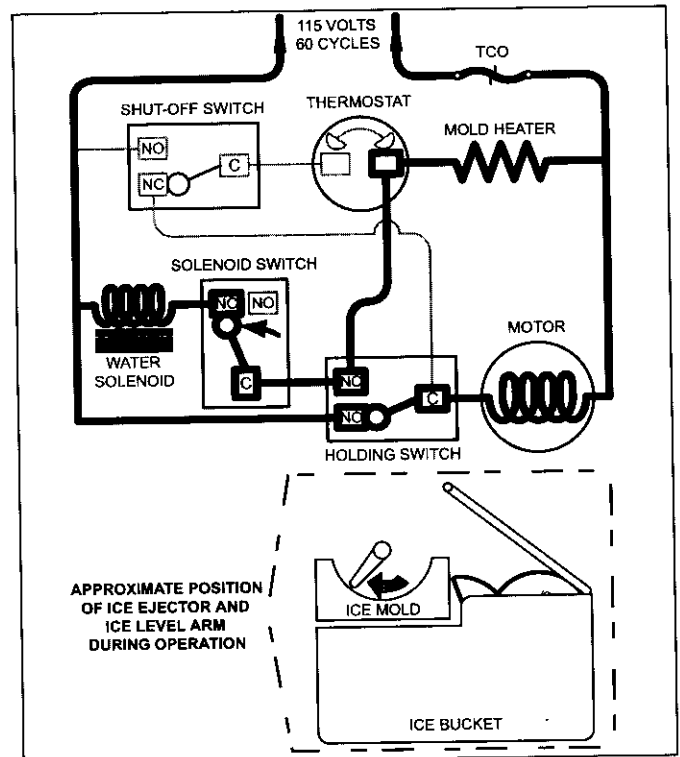 115 VOLTS
60 CYCLES
TCO
SHUT-OFF SWITCH
THERMOSTAT
MOLD HEATER
NO
C
NC
SOLENOID SWITCH
NC
NO
MOTOR
WATER
SOLENOID
C
NO
C
NC
HOLDING SWITCH
APPROXIMATE POSITION
OF ICE EJECTOR AND
ICE LEVEL ARM
DURING OPERATION
ICE MOLD
ICE BUCKET